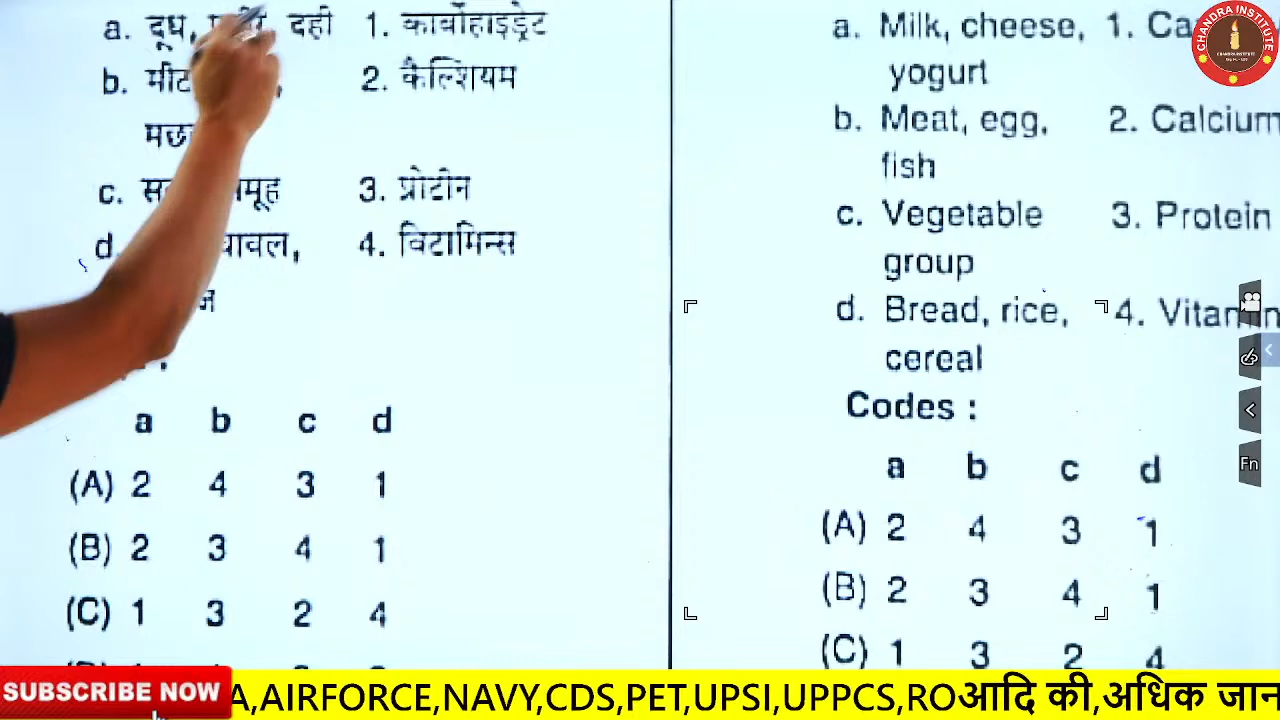 a. दूध, दही 1. कार्बोहाइड्रेट
b. मीट 2. कैल्शियम
c. 3. प्रोटीन
d. चावल, 4. विटामिन्स
a b c d
(A) 2 4 3 1
(B) 2 3 4 1
(C) 1 3 2 4
a. Milk, cheese, 1.
yogurt
b. Meat, egg, 2. Calcium
fish
c. Vegetable 3. Protein
group
d. Bread, rice, 4. Vitamin
cereal
Codes :
a b c d
(A) 2 4 3 1
(B) 2 3 4 1
(C) 1 3 2 4
CHANDRA INSTITUTE
Fn
SUBSCRIBE NOW
A,AIRFORCE,NAVY,CDS,PET,UPSI,UPPCS,ROआदि की,अधिक जान